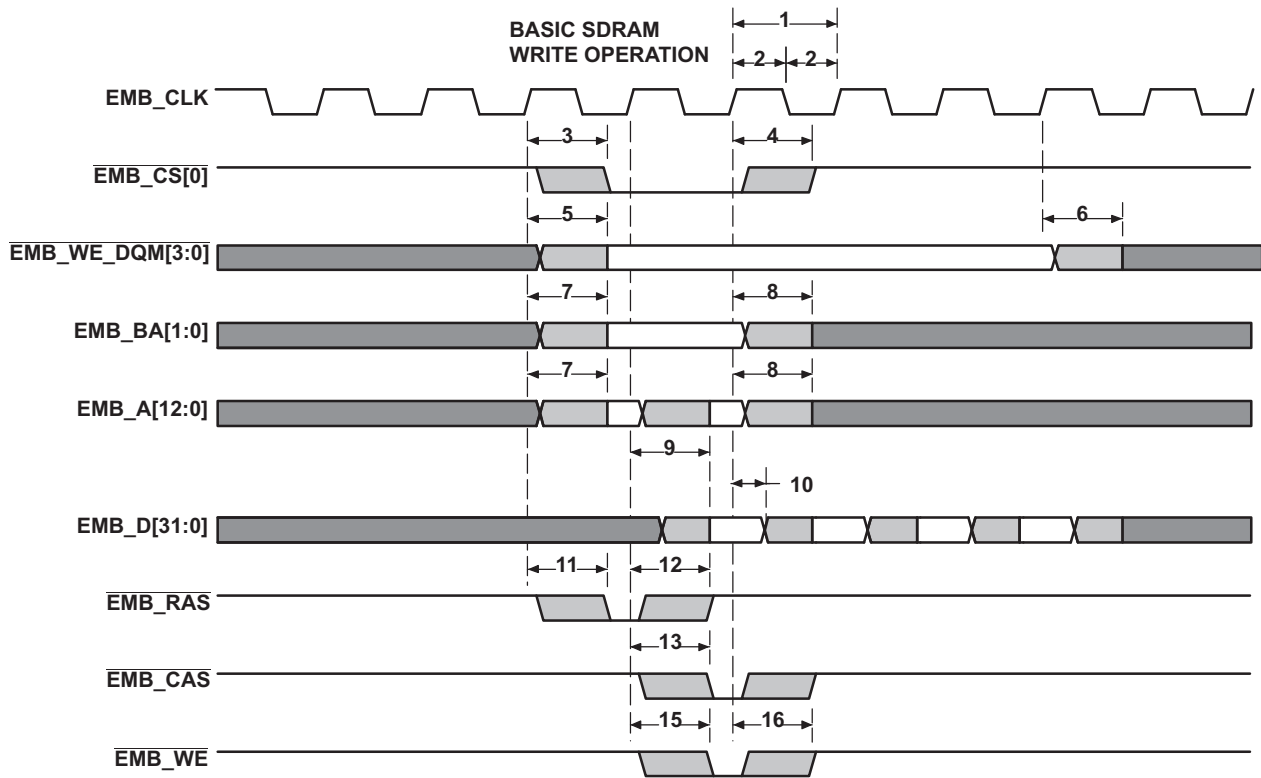 BASIC SDRAM
WRITE OPERATION
1
2 2
EMB_CLK
3 4
EMB_CS[0]
5 6
EMB_WE_DQM[3:0]
7 8
EMB_BA[1:0]
7 8
EMB_A[12:0]
9
10
EMB_D[31:0]
11 12
EMB_RAS
13
EMB_CAS
15 16
EMB_WE